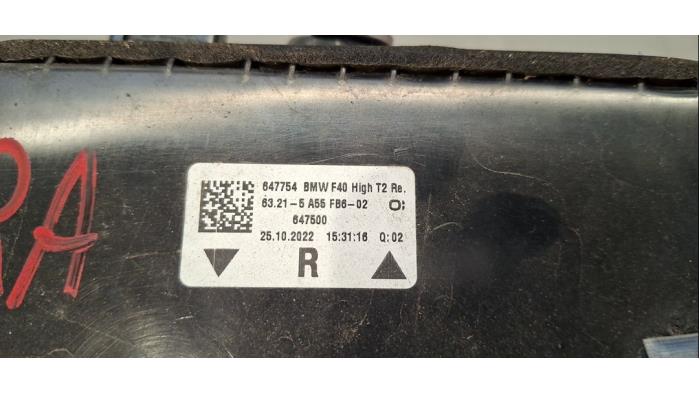 RA
647754 BMW F40 High T2 Re.
63.21-5 A55 FB6-02
647500
25.10.2022 15:31:16 Q:02
R